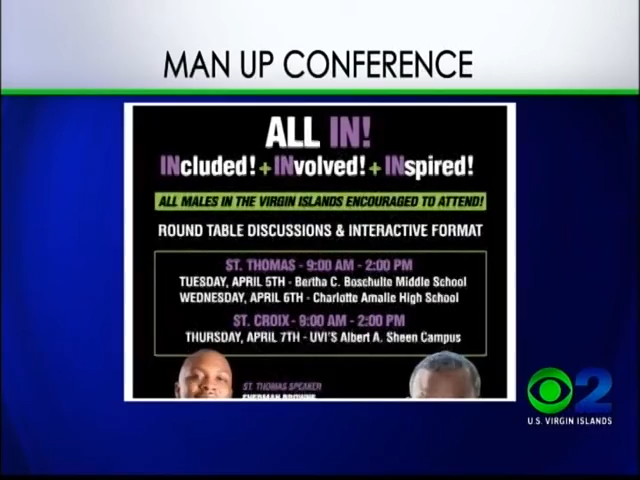 MAN UP CONFERENCE
ALL IN!
INcluded! + INvolved! + INspired!
ALL MALES IN THE VIRGIN ISLANDS ENCOURAGED TO ATTEND!
ROUND TABLE DISCUSSIONS & INTERACTIVE FORMAT
ST. THOMAS - 9:00 AM - 2:00 PM
TUESDAY, APRIL 5TH - Bertha C. Boschulte Middle School
WEDNESDAY, APRIL 6TH - Charlotte Amalie High School
ST. CROIX - 9:00 AM - 2:00 PM
THURSDAY, APRIL 7TH - UVI'S Albert A. Sheen Campus
ST. THOMAS SPEAKER
SHERMAN BROWNE
2
U.S. VIRGIN ISLANDS